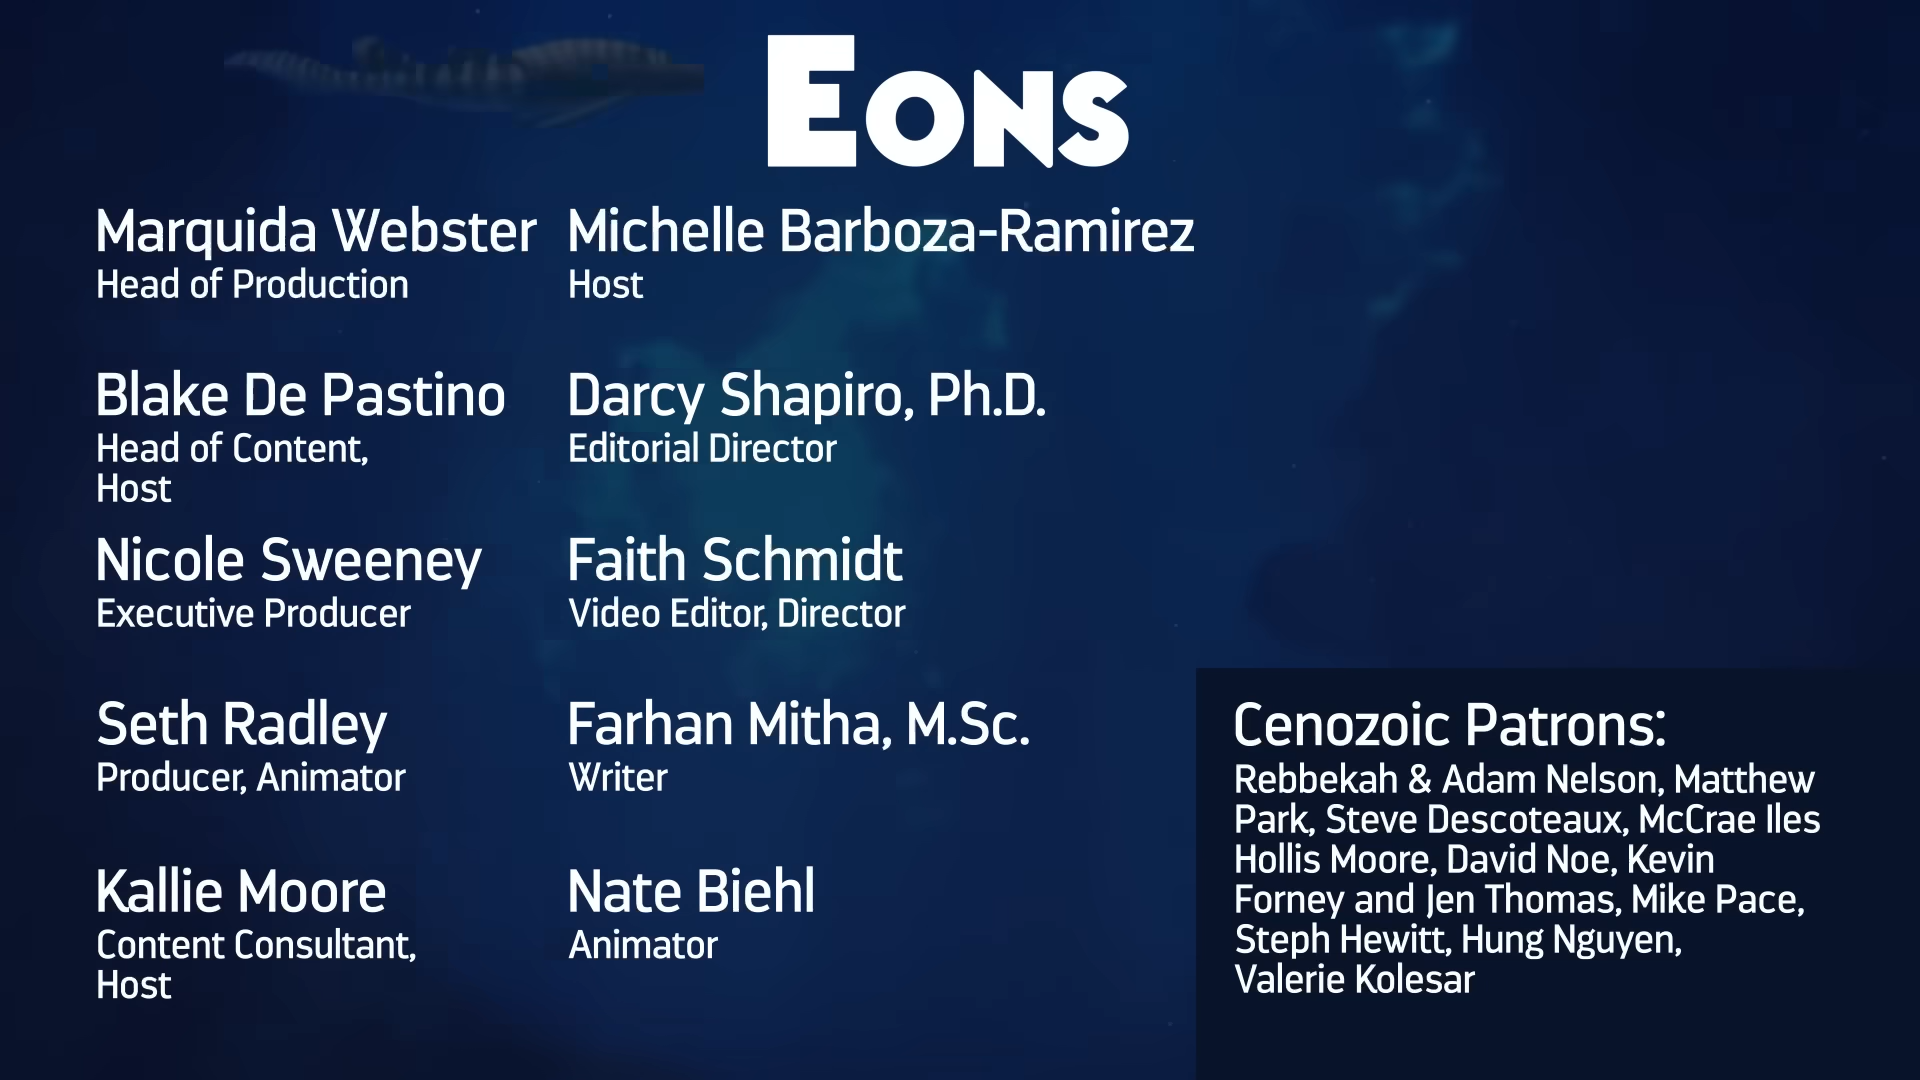 Eons
Marquida Webster
Head of Production
Michelle Barboza-Ramirez
Host
Blake De Pastino
Head of Content,
Host
Darcy Shapiro, Ph.D.
Editorial Director
Nicole Sweeney
Executive Producer
Faith Schmidt
Video Editor, Director
Seth Radley
Producer, Animator
Farhan Mitha, M.Sc.
Writer
Kallie Moore
Content Consultant,
Host
Nate Biehl
Animator
Cenozoic Patrons:
Rebbekah & Adam Nelson, Matthew
Park, Steve Descoteaux, McCrae Iles
Hollis Moore, David Noe, Kevin
Forney and Jen Thomas, Mike Pace,
Steph Hewitt, Hung Nguyen,
Valerie Kolesar